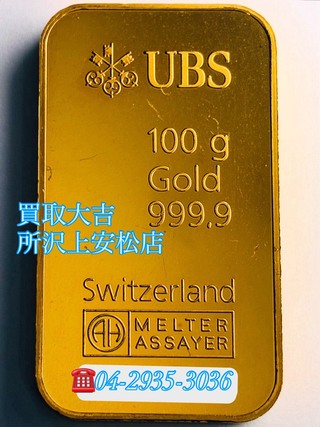 UBS
100 g
Gold
999,9
買取大吉
所沢上安松店
Switzerland
AH
MELTER
ASSAYER
☎04-2935-3036